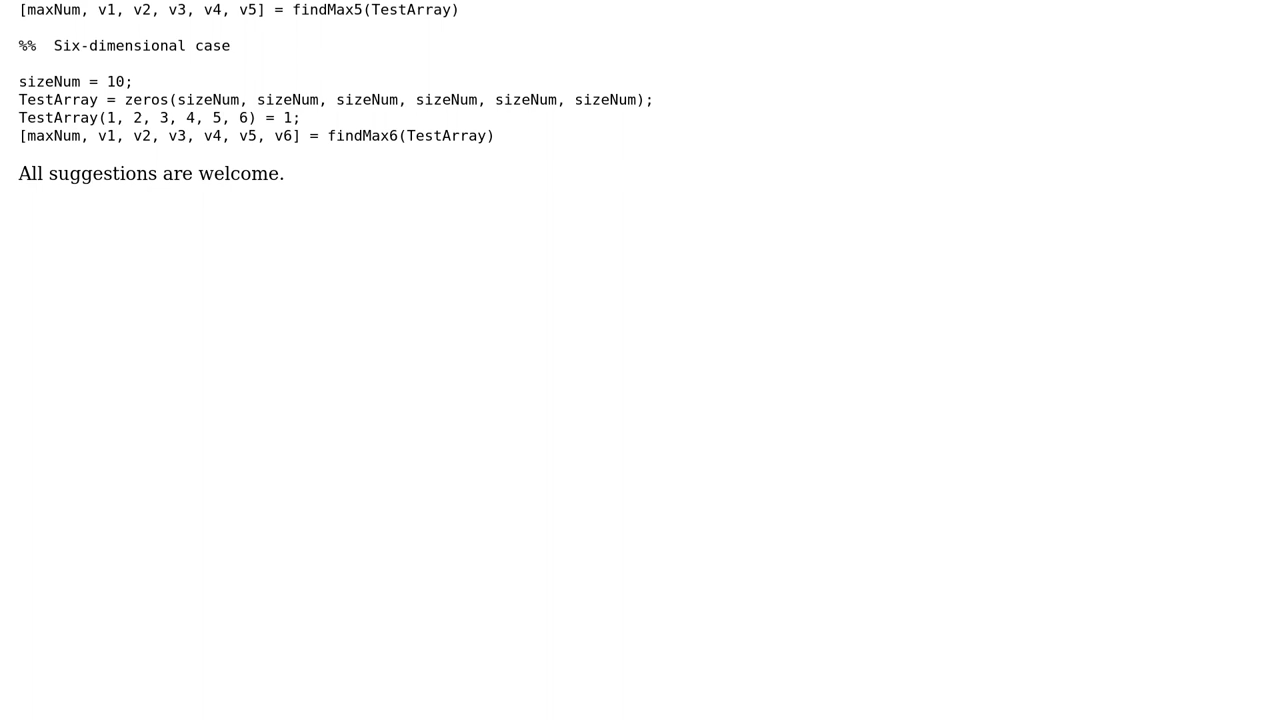 [maxNum, v1, v2, v3, v4, v5] = findMax5(TestArray)
%%  Six-dimensional case
sizeNum = 10;
TestArray = zeros(sizeNum, sizeNum, sizeNum, sizeNum, sizeNum, sizeNum);
TestArray(1, 2, 3, 4, 5, 6) = 1;
[maxNum, v1, v2, v3, v4, v5, v6] = findMax6(TestArray)
All suggestions are welcome.